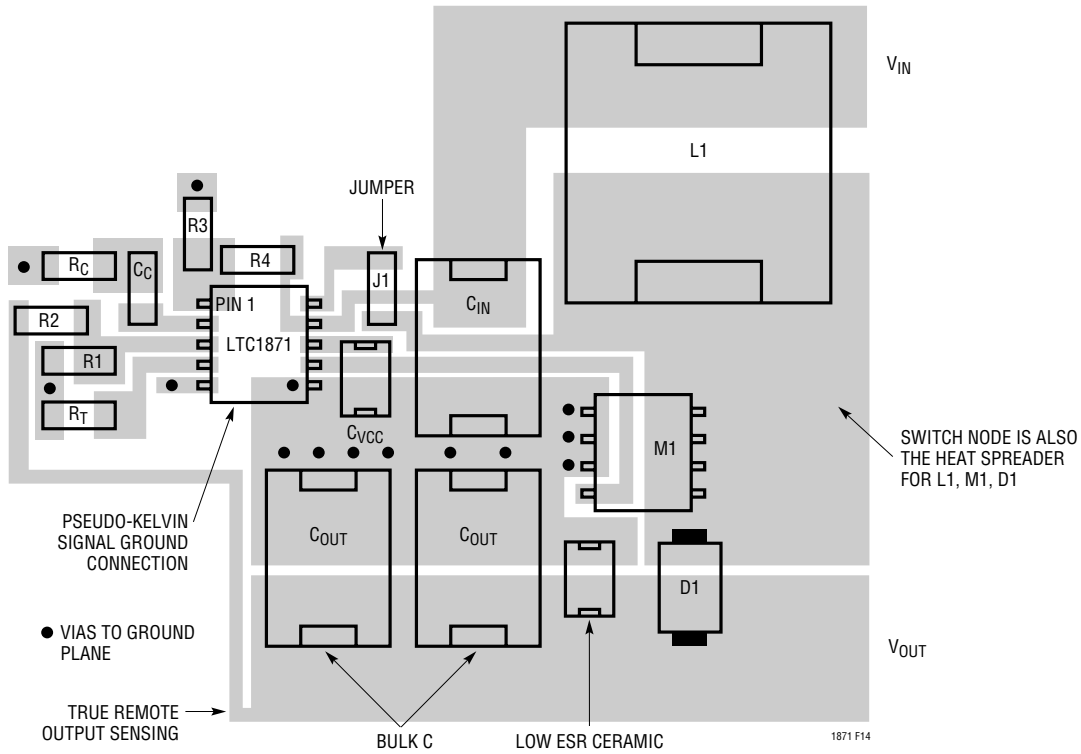 VIN
L1
JUMPER
R3
RC
CC
R4
J1
CIN
PIN 1
R2
LTC1871
R1
RT
CVCC
M1
SWITCH NODE IS ALSO
THE HEAT SPREADER
FOR L1, M1, D1
PSEUDO-KELVIN
SIGNAL GROUND
CONNECTION
COUT
COUT
D1
VIAS TO GROUND
PLANE
VOUT
TRUE REMOTE
OUTPUT SENSING
BULK C
LOW ESR CERAMIC
1871 F14